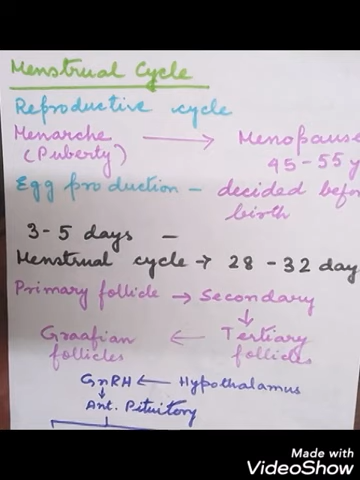 Menstrual Cycle
Reproductive cycle
Menarche → Menopause
(Puberty) 45-55 y
Egg production - decided before
birth
3-5 days -
Menstrual cycle → 28-32 day
Primary follicle → Secondary
↓
Graafian ← Tertiary
follicles follicles
GnRH ← Hypothalamus
↓
Ant. Pituitory
Made with
VideoShow